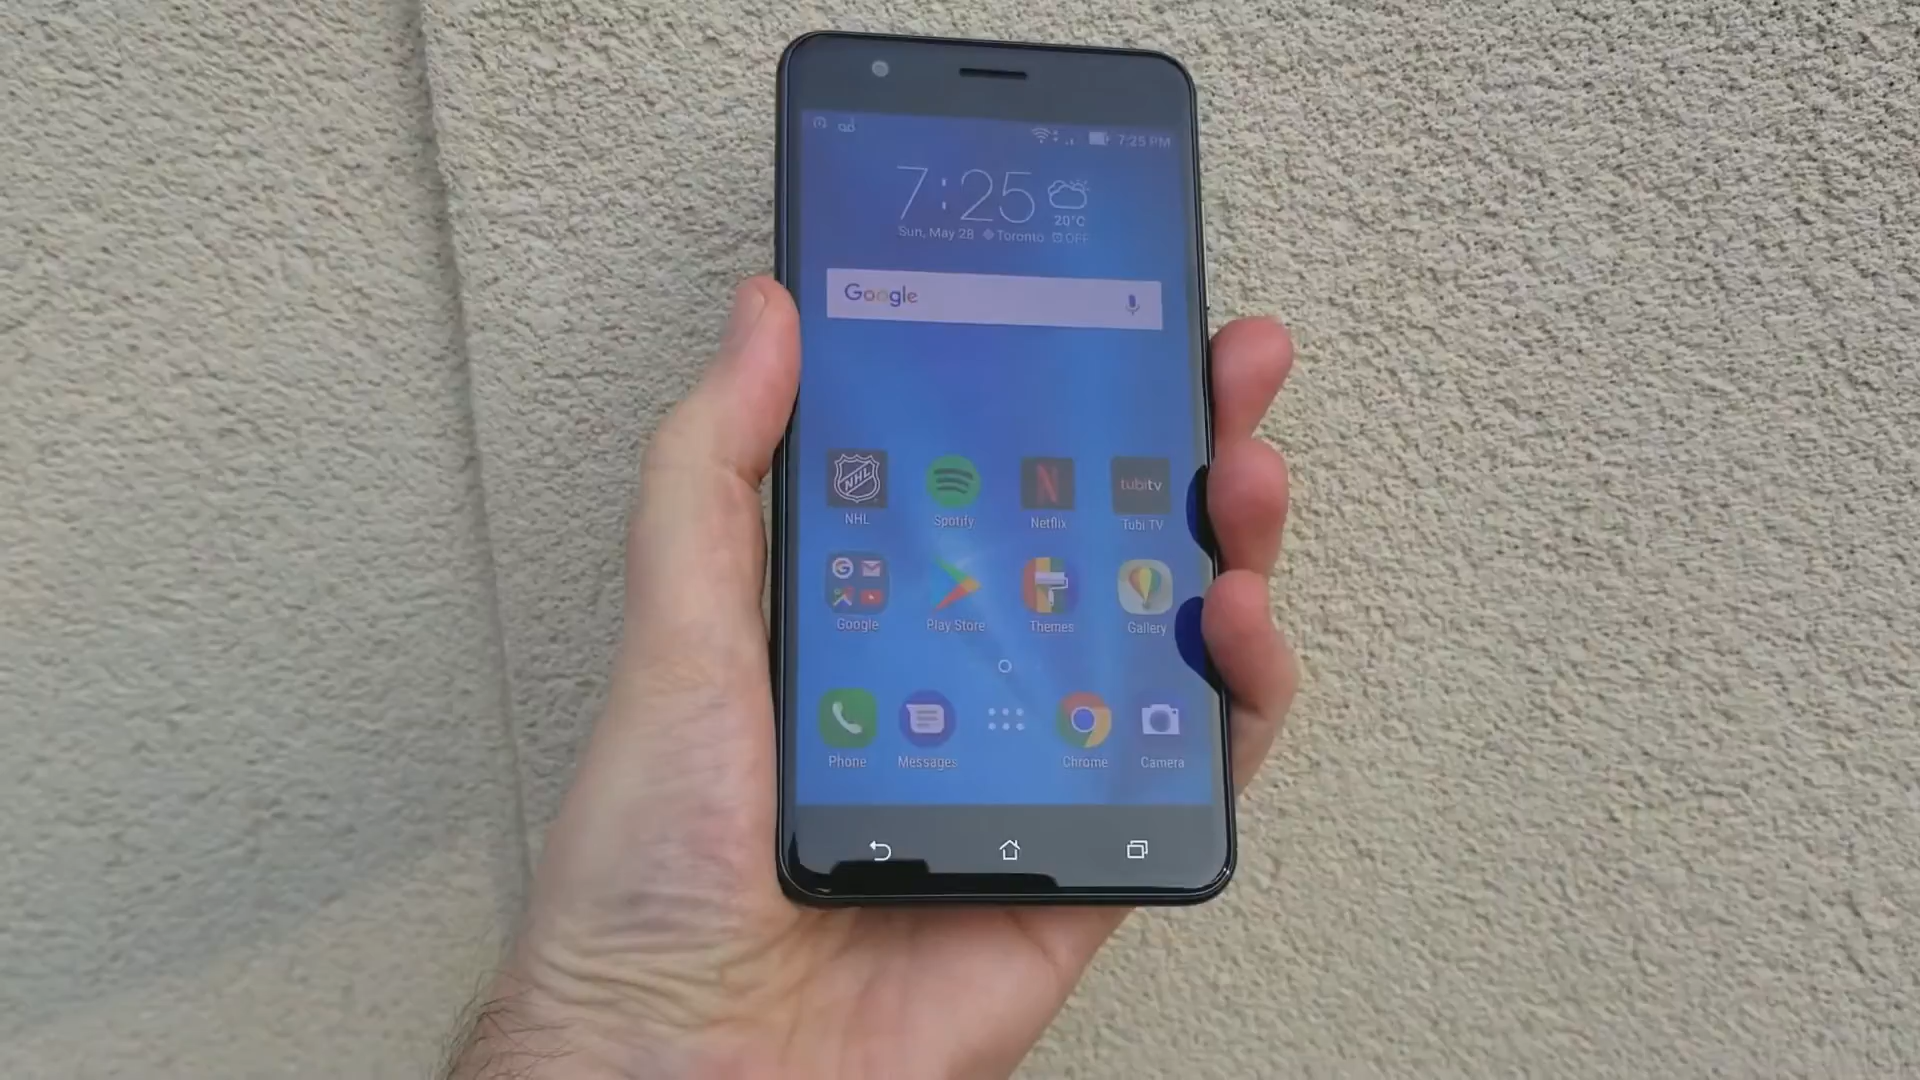 7:25 PM
7:25
20°C
Sun, May 28 Toronto OFF
Google
NHL
tubitv
NHL Spotify Netflix Tubi TV
Google Play Store Themes Gallery
Phone Messages Chrome Camera